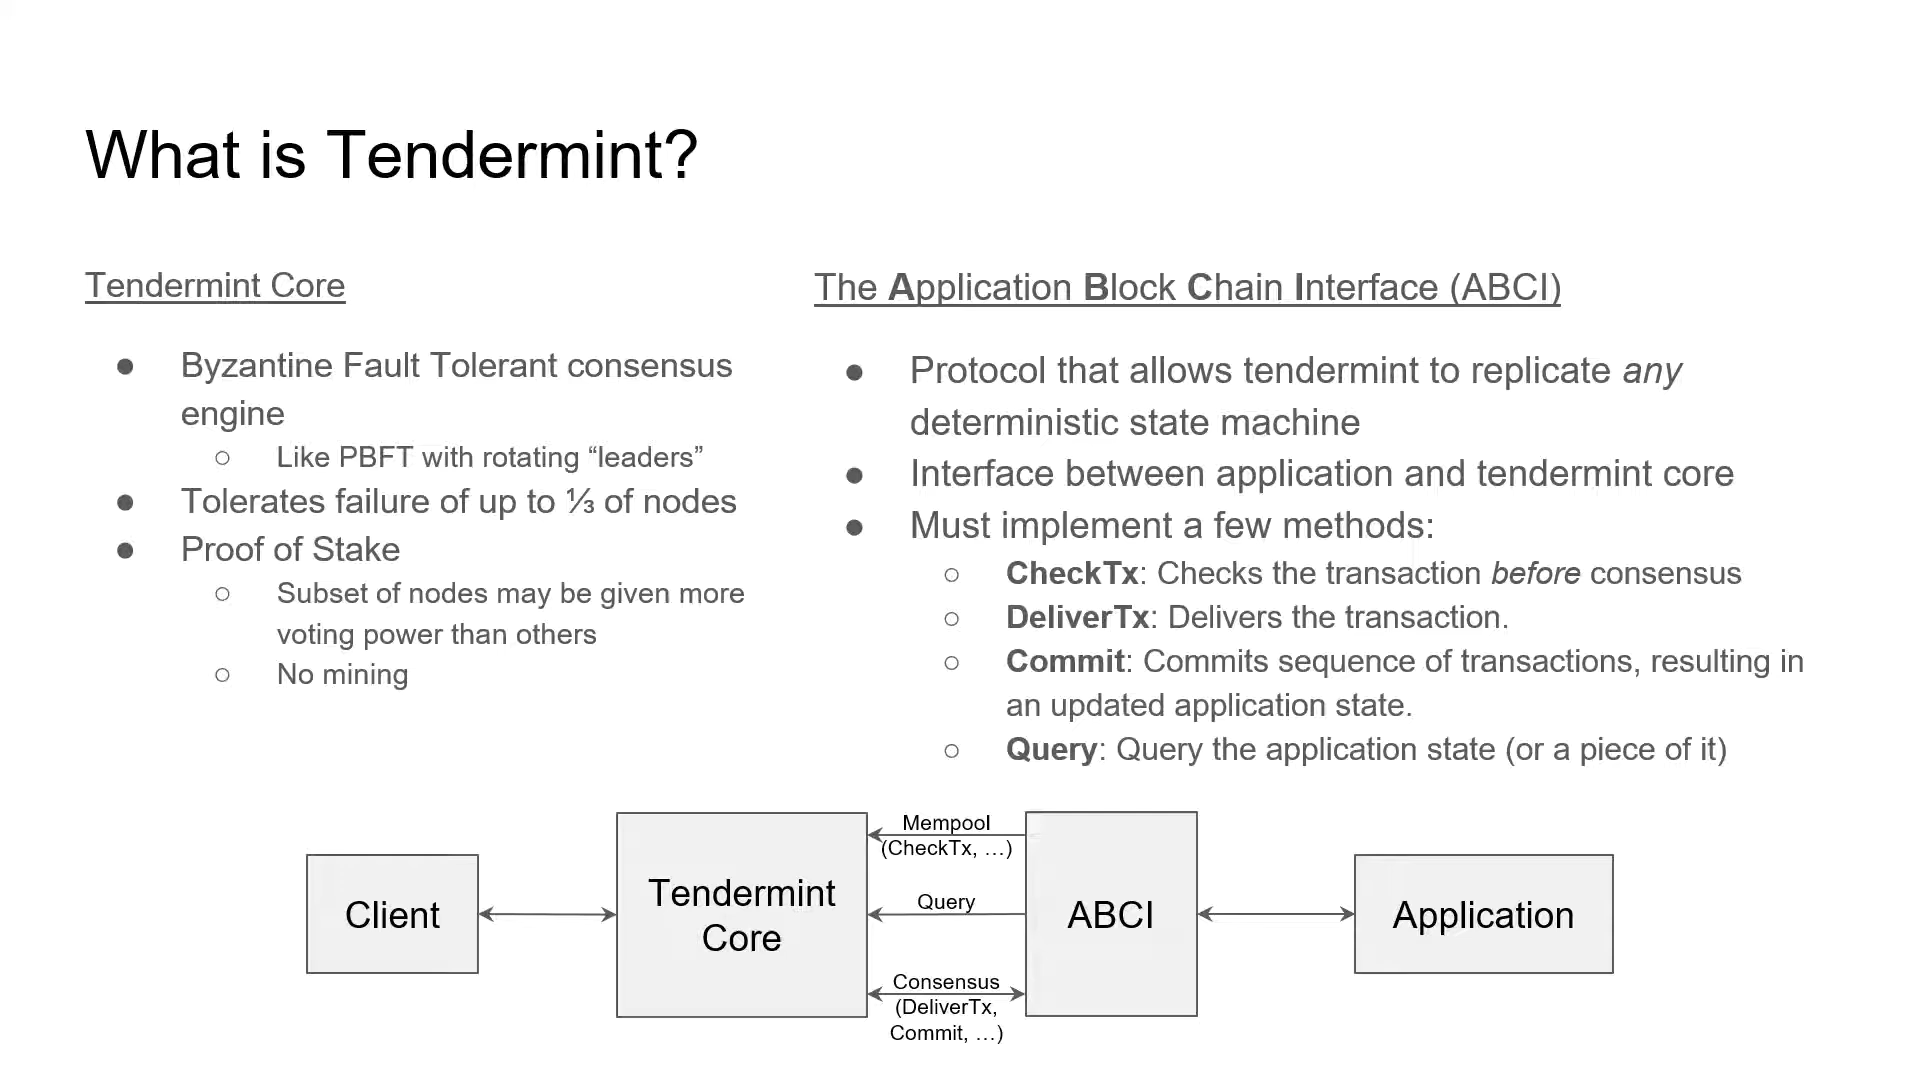 What is Tendermint?
Tendermint Core
● Byzantine Fault Tolerant consensus
engine
○ Like PBFT with rotating “leaders”
● Tolerates failure of up to ⅓ of nodes
● Proof of Stake
○ Subset of nodes may be given more
voting power than others
○ No mining
The Application Block Chain Interface (ABCI)
● Protocol that allows tendermint to replicate any
deterministic state machine
● Interface between application and tendermint core
● Must implement a few methods:
○ CheckTx: Checks the transaction before consensus
○ DeliverTx: Delivers the transaction.
○ Commit: Commits sequence of transactions, resulting in
an updated application state.
○ Query: Query the application state (or a piece of it)
Client
Tendermint
Core
Mempool
(CheckTx, …)
Query
Consensus
(DeliverTx,
Commit, …)
ABCI
Application